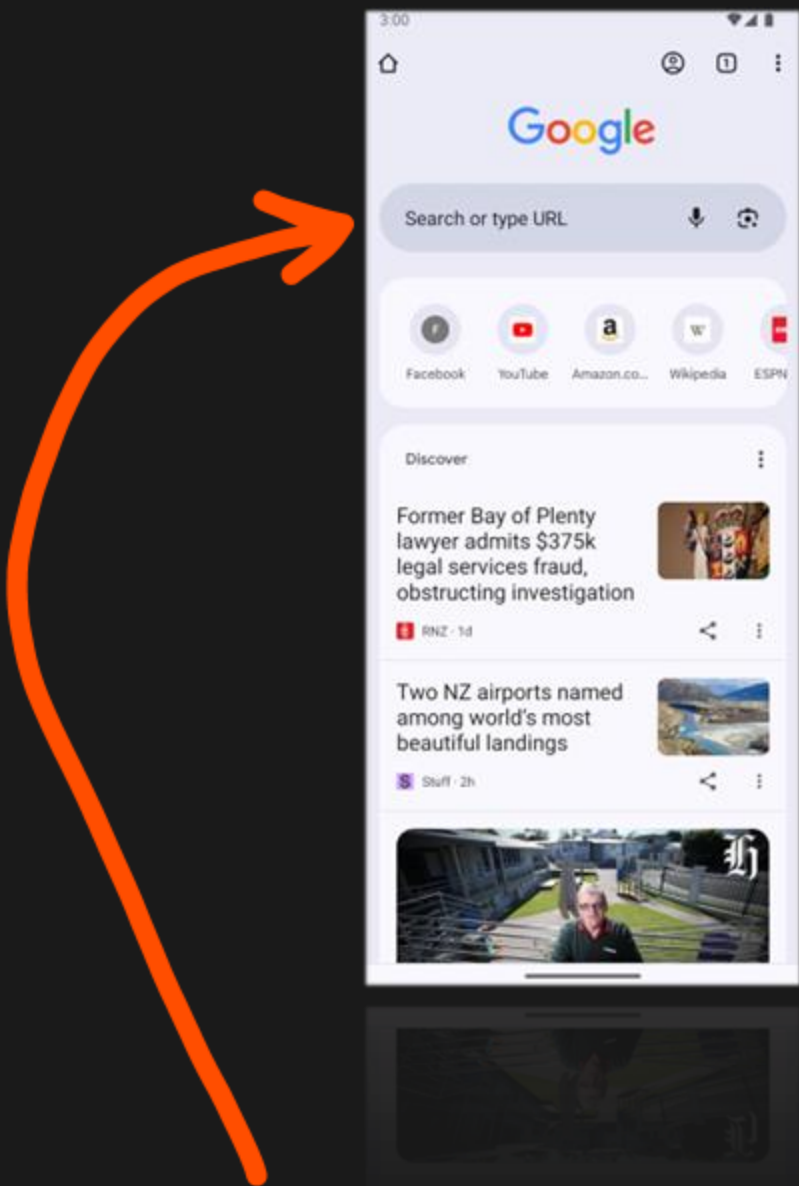 3:00
1
Google
Search or type URL
Facebook
YouTube
Amazon.co...
Wikipedia
ESPN
Discover
Former Bay of Plenty
lawyer admits $375k
legal services fraud,
obstructing investigation
RNZ · 1d
Two NZ airports named
among world's most
beautiful landings
Stuff · 2h